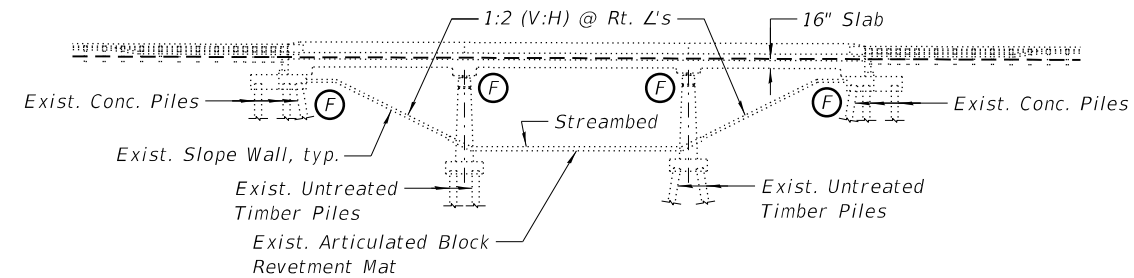 1:2 (V:H) @ Rt. ∠'s
16" Slab
F
F
F
F
Exist. Conc. Piles
Exist. Conc. Piles
Streambed
Exist. Slope Wall, typ.
Exist. Untreated
Timber Piles
Exist. Untreated
Timber Piles
Exist. Articulated Block
Revetment Mat